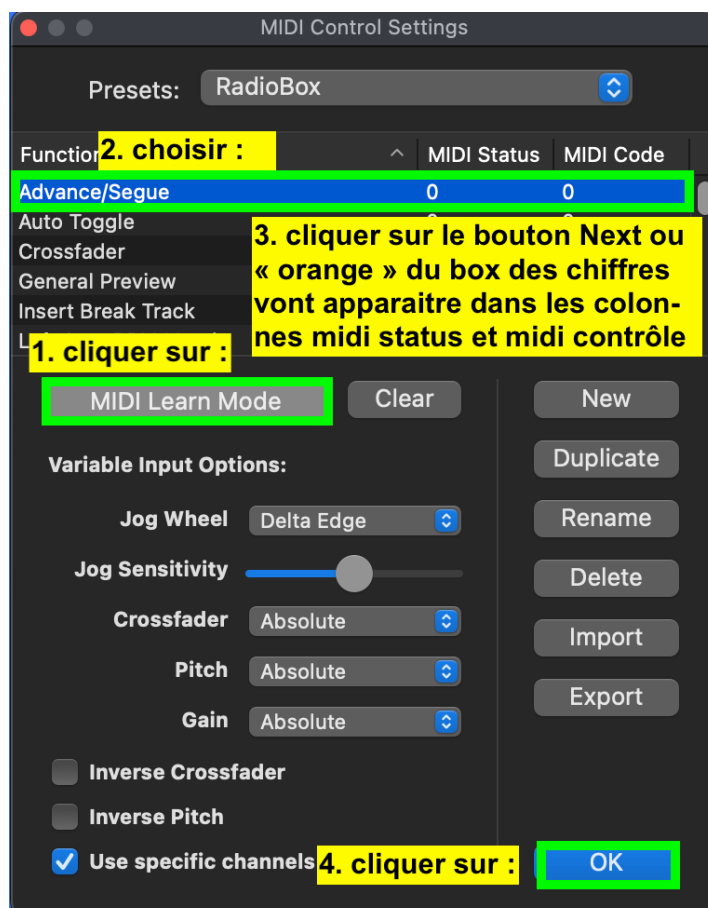 MIDI Control Settings
Presets: RadioBox
Function 2. choisir : MIDI Status MIDI Code
Advance/Segue 0 0
Auto Toggle
Crossfader
General Preview
Insert Break Track
3. cliquer sur le bouton Next ou
« orange » du box des chiffres
vont apparaitre dans les colon-
nes midi status et midi contrôle
1. cliquer sur :
MIDI Learn Mode Clear New
Variable Input Options: Duplicate
Jog Wheel Delta Edge Rename
Jog Sensitivity Delete
Crossfader Absolute Import
Pitch Absolute Export
Gain Absolute
Inverse Crossfader
Inverse Pitch
Use specific channels 4. cliquer sur : OK